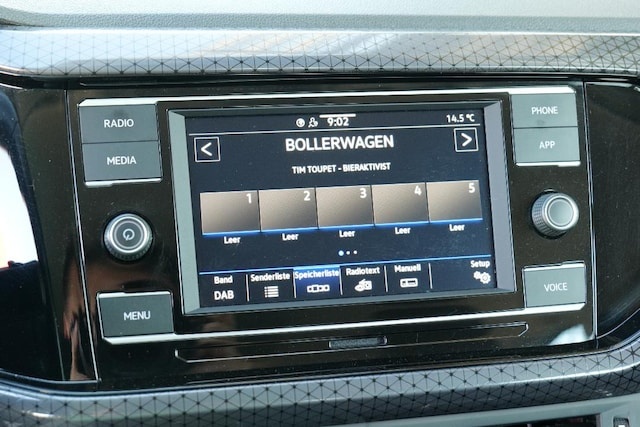 RADIO
MEDIA
MENU
9:02
14.5 °C
<
BOLLERWAGEN
>
TIM TOUPET - BIERAKTIVIST
1 2 3 4 5
Leer Leer Leer Leer Leer
Band Senderliste Speicherliste Radiotext Manuell Setup
DAB
PHONE
APP
VOICE